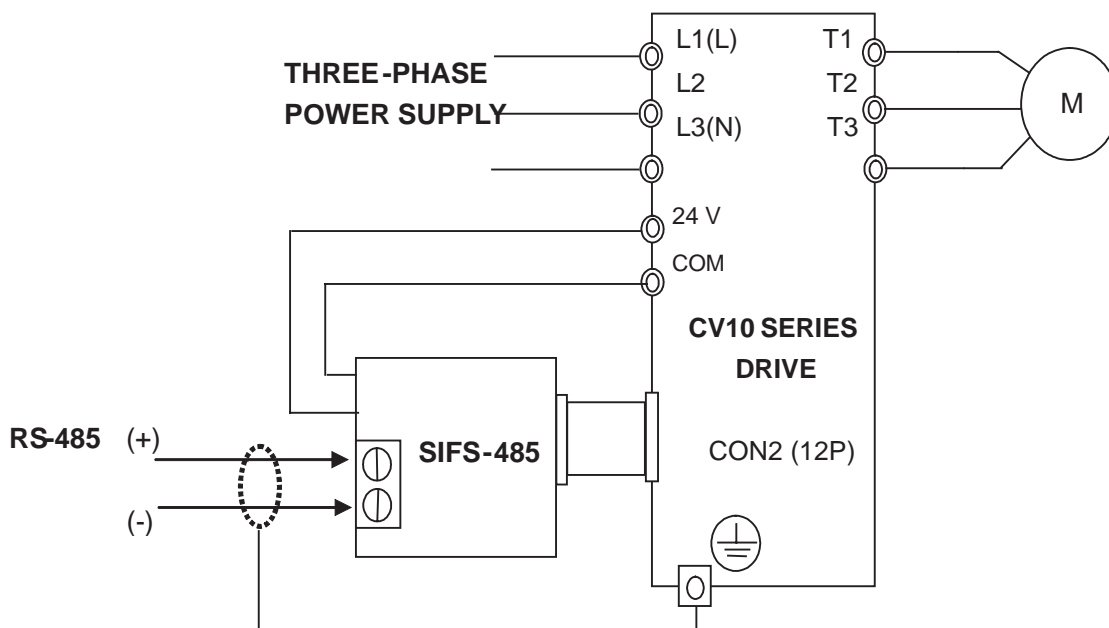 L1(L) T1
THREE-PHASE
L2 T2
M
POWER SUPPLY
L3(N) T3
24 V
COM
CV10 SERIES
DRIVE
RS-485 (+)
SIFS-485
CON2 (12P)
(-)